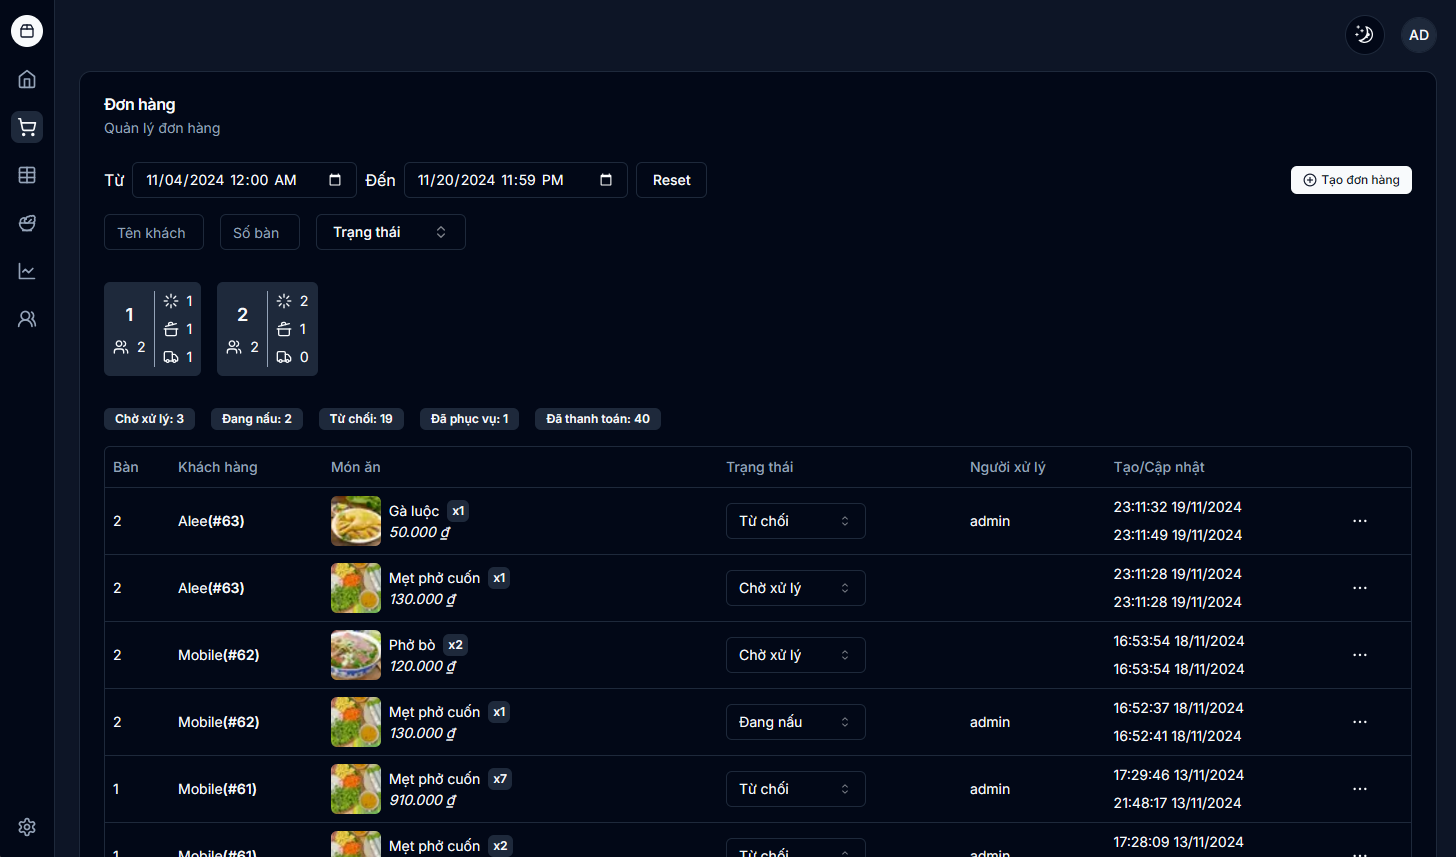 AD
Đơn hàng
Quản lý đơn hàng
Từ 11/04/2024 12:00 AM Đến 11/20/2024 11:59 PM Reset Tạo đơn hàng
Tên khách Số bàn Trạng thái
1 2 1 1 1
2 2 2 1 0
Chờ xử lý: 3 Đang nấu: 2 Từ chối: 19 Đã phục vụ: 1 Đã thanh toán: 40
Bàn Khách hàng Món ăn Trạng thái Người xử lý Tạo/Cập nhật
2 Alee(#63) Gà luộc x1 Từ chối admin 23:11:32 19/11/2024
50.000 ₫ 23:11:49 19/11/2024
2 Alee(#63) Mẹt phở cuốn x1 Chờ xử lý 23:11:28 19/11/2024
130.000 ₫ 23:11:28 19/11/2024
2 Mobile(#62) Phở bò x2 Chờ xử lý 16:53:54 18/11/2024
120.000 ₫ 16:53:54 18/11/2024
2 Mobile(#62) Mẹt phở cuốn x1 Đang nấu admin 16:52:37 18/11/2024
130.000 ₫ 16:52:41 18/11/2024
1 Mobile(#61) Mẹt phở cuốn x7 Từ chối admin 17:29:46 13/11/2024
910.000 ₫ 21:48:17 13/11/2024
1 Mobile(#61) Mẹt phở cuốn x2 Từ chối admin 17:28:09 13/11/2024